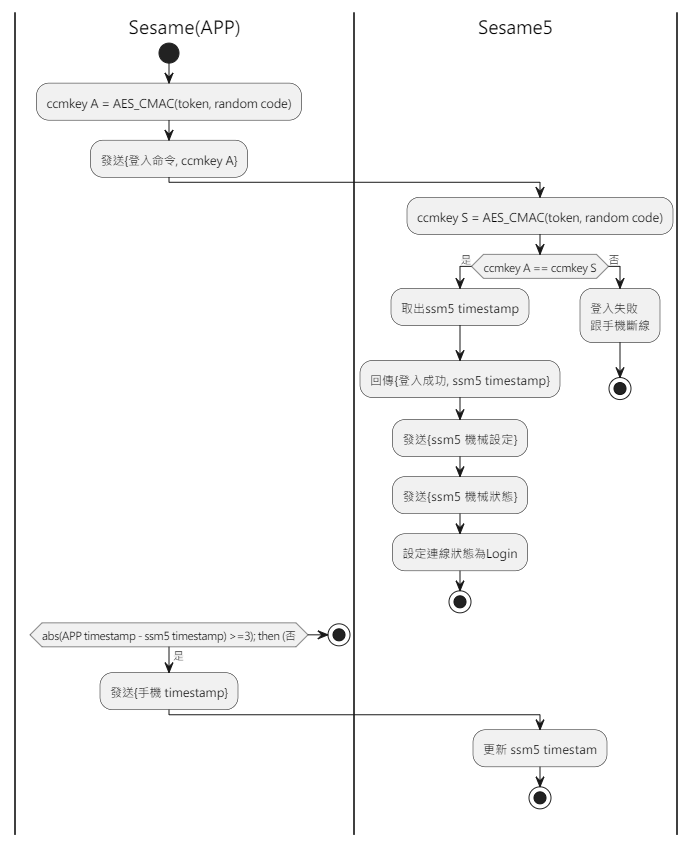 Sesame(APP)
Sesame5
ccmkey A = AES_CMAC(token, random code)
發送{登入命令, ccmkey A}
ccmkey S = AES_CMAC(token, random code)
是
ccmkey A == ccmkey S
否
取出ssm5 timestamp
登入失敗
跟手機斷線
回傳{登入成功, ssm5 timestamp}
發送{ssm5 機械設定}
發送{ssm5 機械狀態}
設定連線狀態為Login
abs(APP timestamp - ssm5 timestamp) >=3); then (否
是
發送{手機 timestamp}
更新 ssm5 timestam